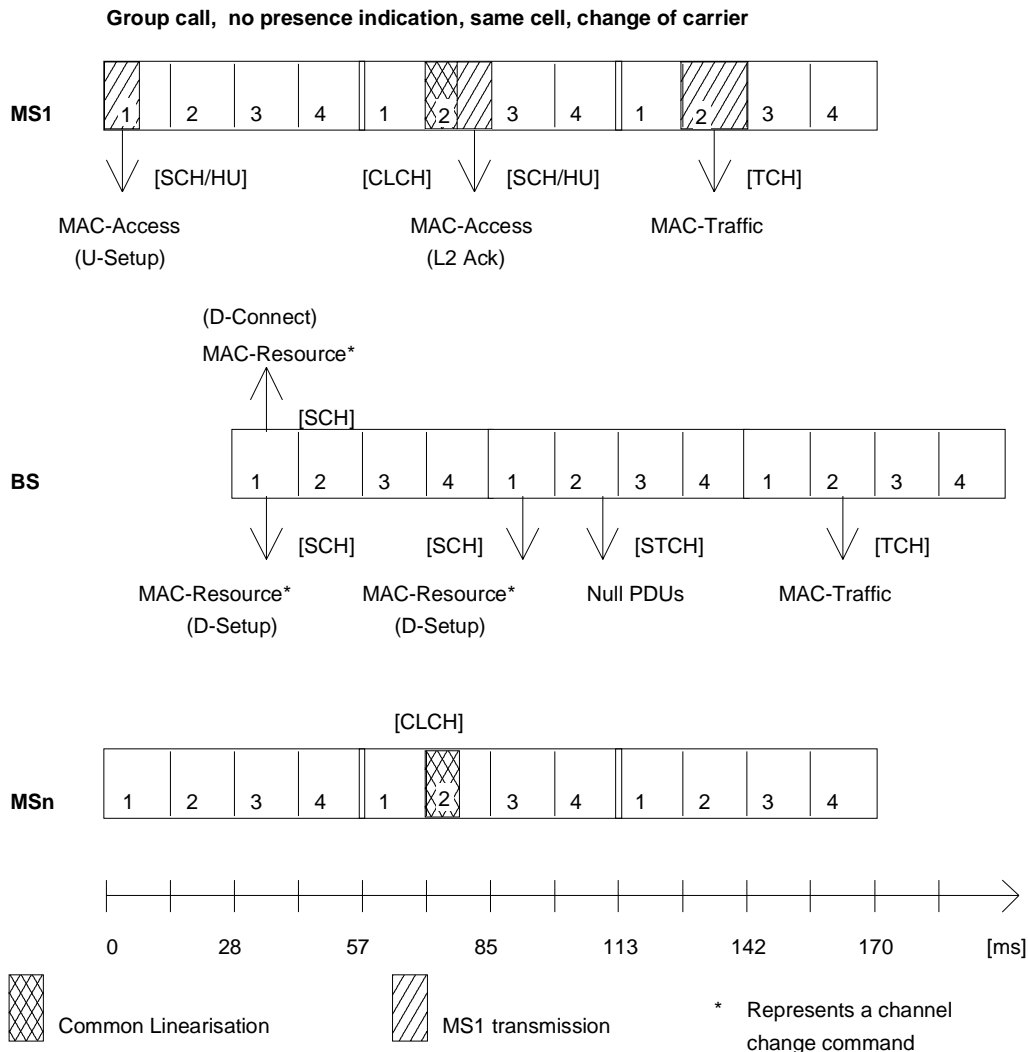 Group call, no presence indication, same cell, change of carrier
MS1
1 2 3 4 1 2 3 4 1 2 3 4
[SCH/HU] [CLCH] [SCH/HU] [TCH]
MAC-Access MAC-Access MAC-Traffic
(U-Setup) (L2 Ack)
(D-Connect)
MAC-Resource*
[SCH]
BS
1 2 3 4 1 2 3 4 1 2 3 4
[SCH] [SCH] [STCH] [TCH]
MAC-Resource* MAC-Resource* Null PDUs MAC-Traffic
(D-Setup) (D-Setup)
[CLCH]
MSn
1 2 3 4 1 2 3 4 1 2 3 4
0 28 57 85 113 142 170 [ms]
Common Linearisation MS1 transmission * Represents a channel
change command